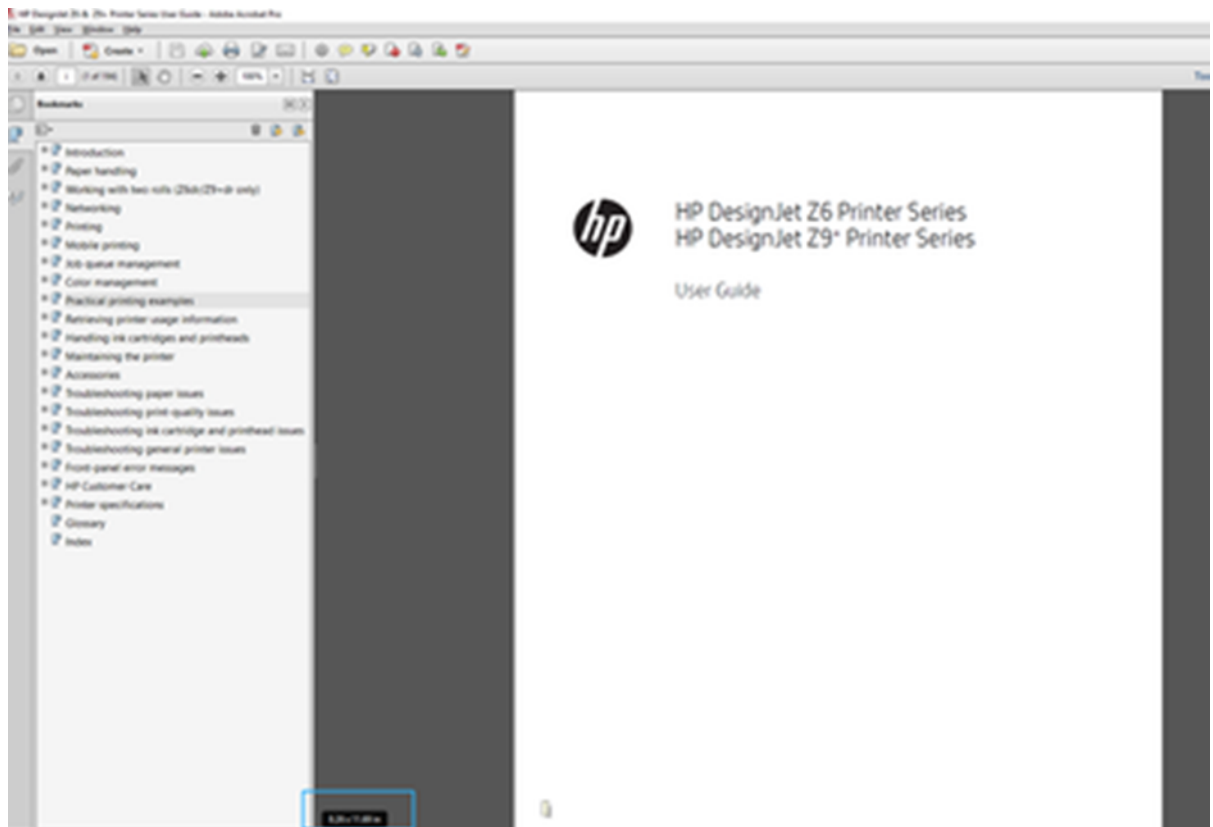 HP DesignJet Z6 & Z9+ Printer Series User Guide - Adobe Acrobat Pro
File Edit View Window Help
Open Create
100%
Bookmarks
Introduction
Paper handling
Working with two rolls (Z6dr/Z9+dr only)
Networking
Printing
Mobile printing
Job queue management
Color management
Practical printing examples
Retrieving printer usage information
Handling ink cartridges and printheads
Maintaining the printer
Accessories
Troubleshooting paper issues
Troubleshooting print-quality issues
Troubleshooting ink cartridge and printhead issues
Troubleshooting general printer issues
Front-panel error messages
HP Customer Care
Printer specifications
Glossary
Index
hp
HP DesignJet Z6 Printer Series
HP DesignJet Z9+ Printer Series
User Guide